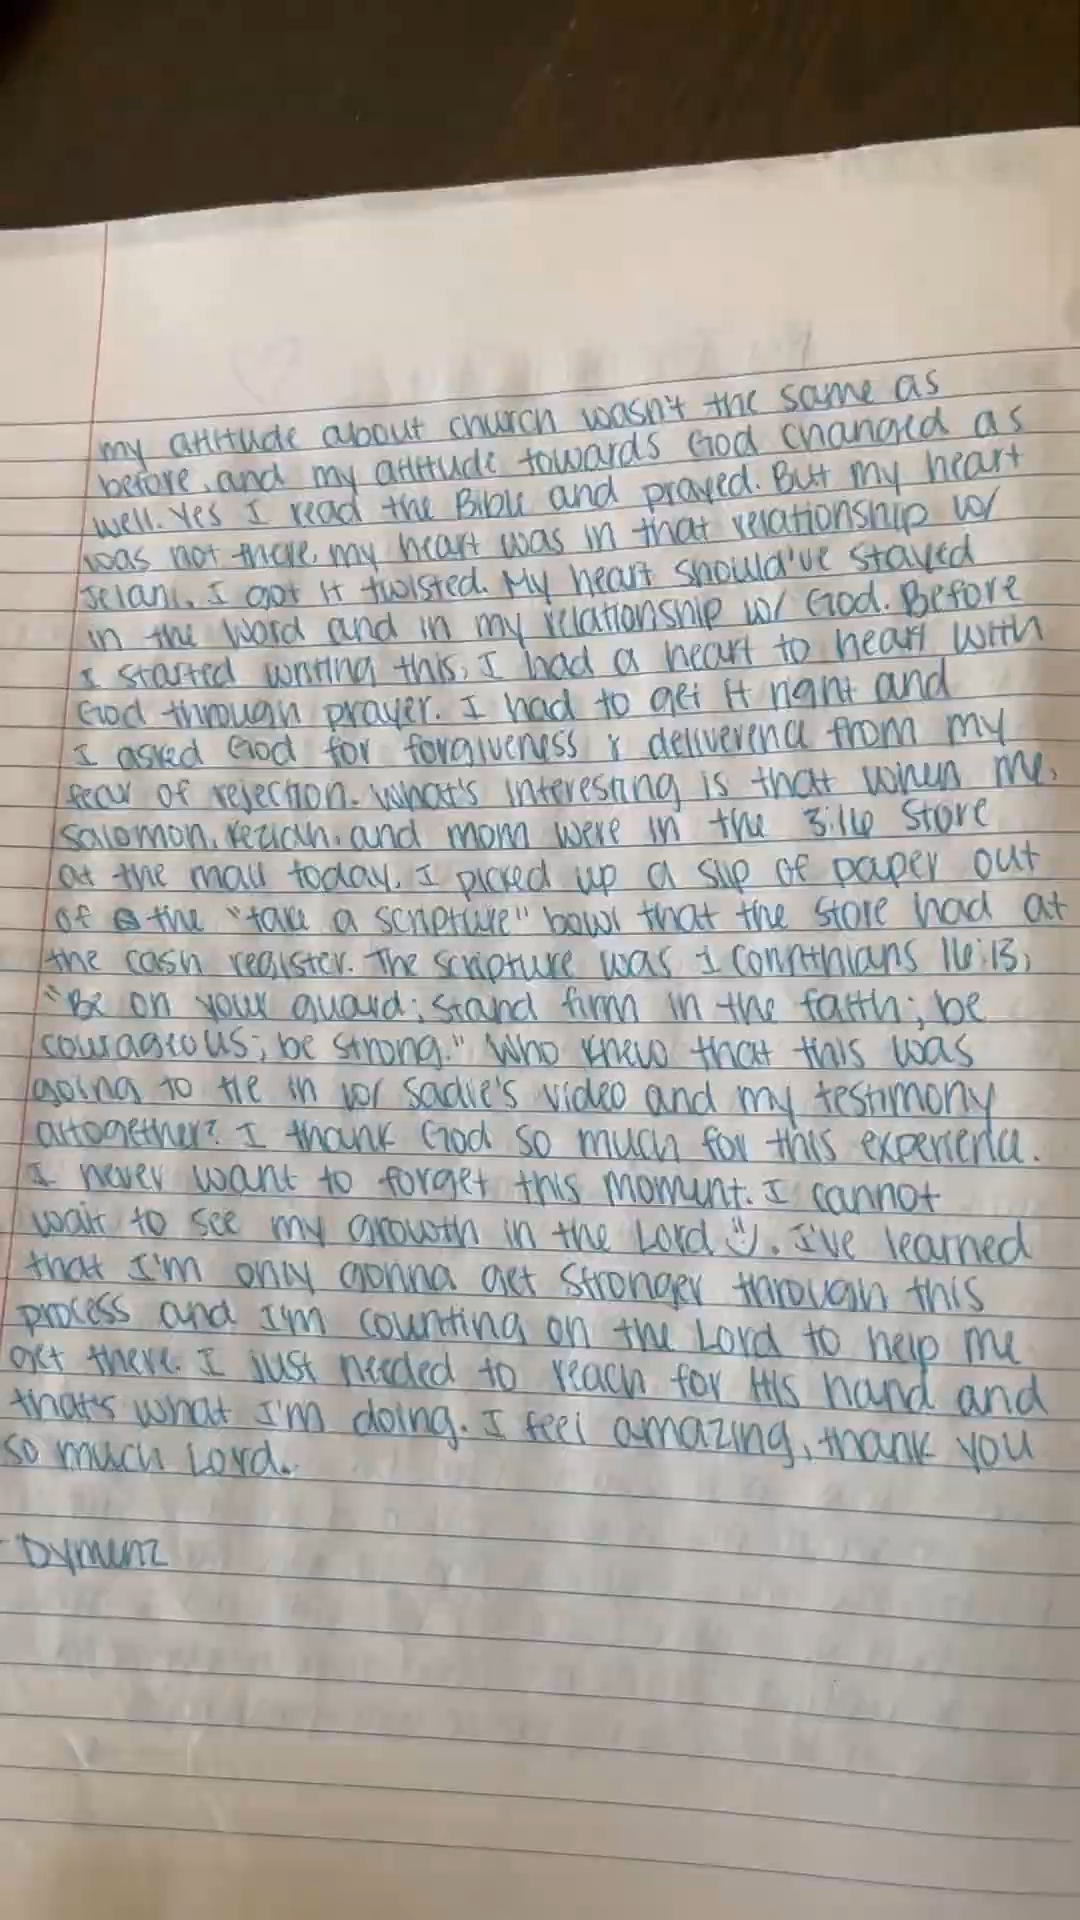 my attitude about church wasn't the same as
before, and my attitude towards God changed as
well. Yes I read the Bible and prayed. But my heart
was not there, my heart was in that relationship w/
Jelani. I got it twisted. My heart should've stayed
in the Word and in my relationship w/ God. Before
I started writing this, I had a heart to heart with
God through prayer. I had to get it right and
I asked God for forgiveness & deliverence from my
fear of rejection. What's interesting is that when me,
Salomon, Keziah, and mom were in the 3:16 store
at the mall today, I picked up a slip of paper out
of the "take a scripture" bowl that the store had at
the cash register. The scripture was 1 Corinthians 16:13,
"Be on your guard; stand firm in the faith; be
courageous; be strong." Who knew that this was
going to tie in w/ Sadie's video and my testimony
altogether? I thank God so much for this experience.
I never want to forget this moment. I cannot
wait to see my growth in the Lord :). I've learned
that I'm only gonna get stronger through this
process and I'm counting on the Lord to help me
get there. I just needed to reach for His hand and
that's what I'm doing. I feel amazing, thank you
so much Lord.
- Dymenz